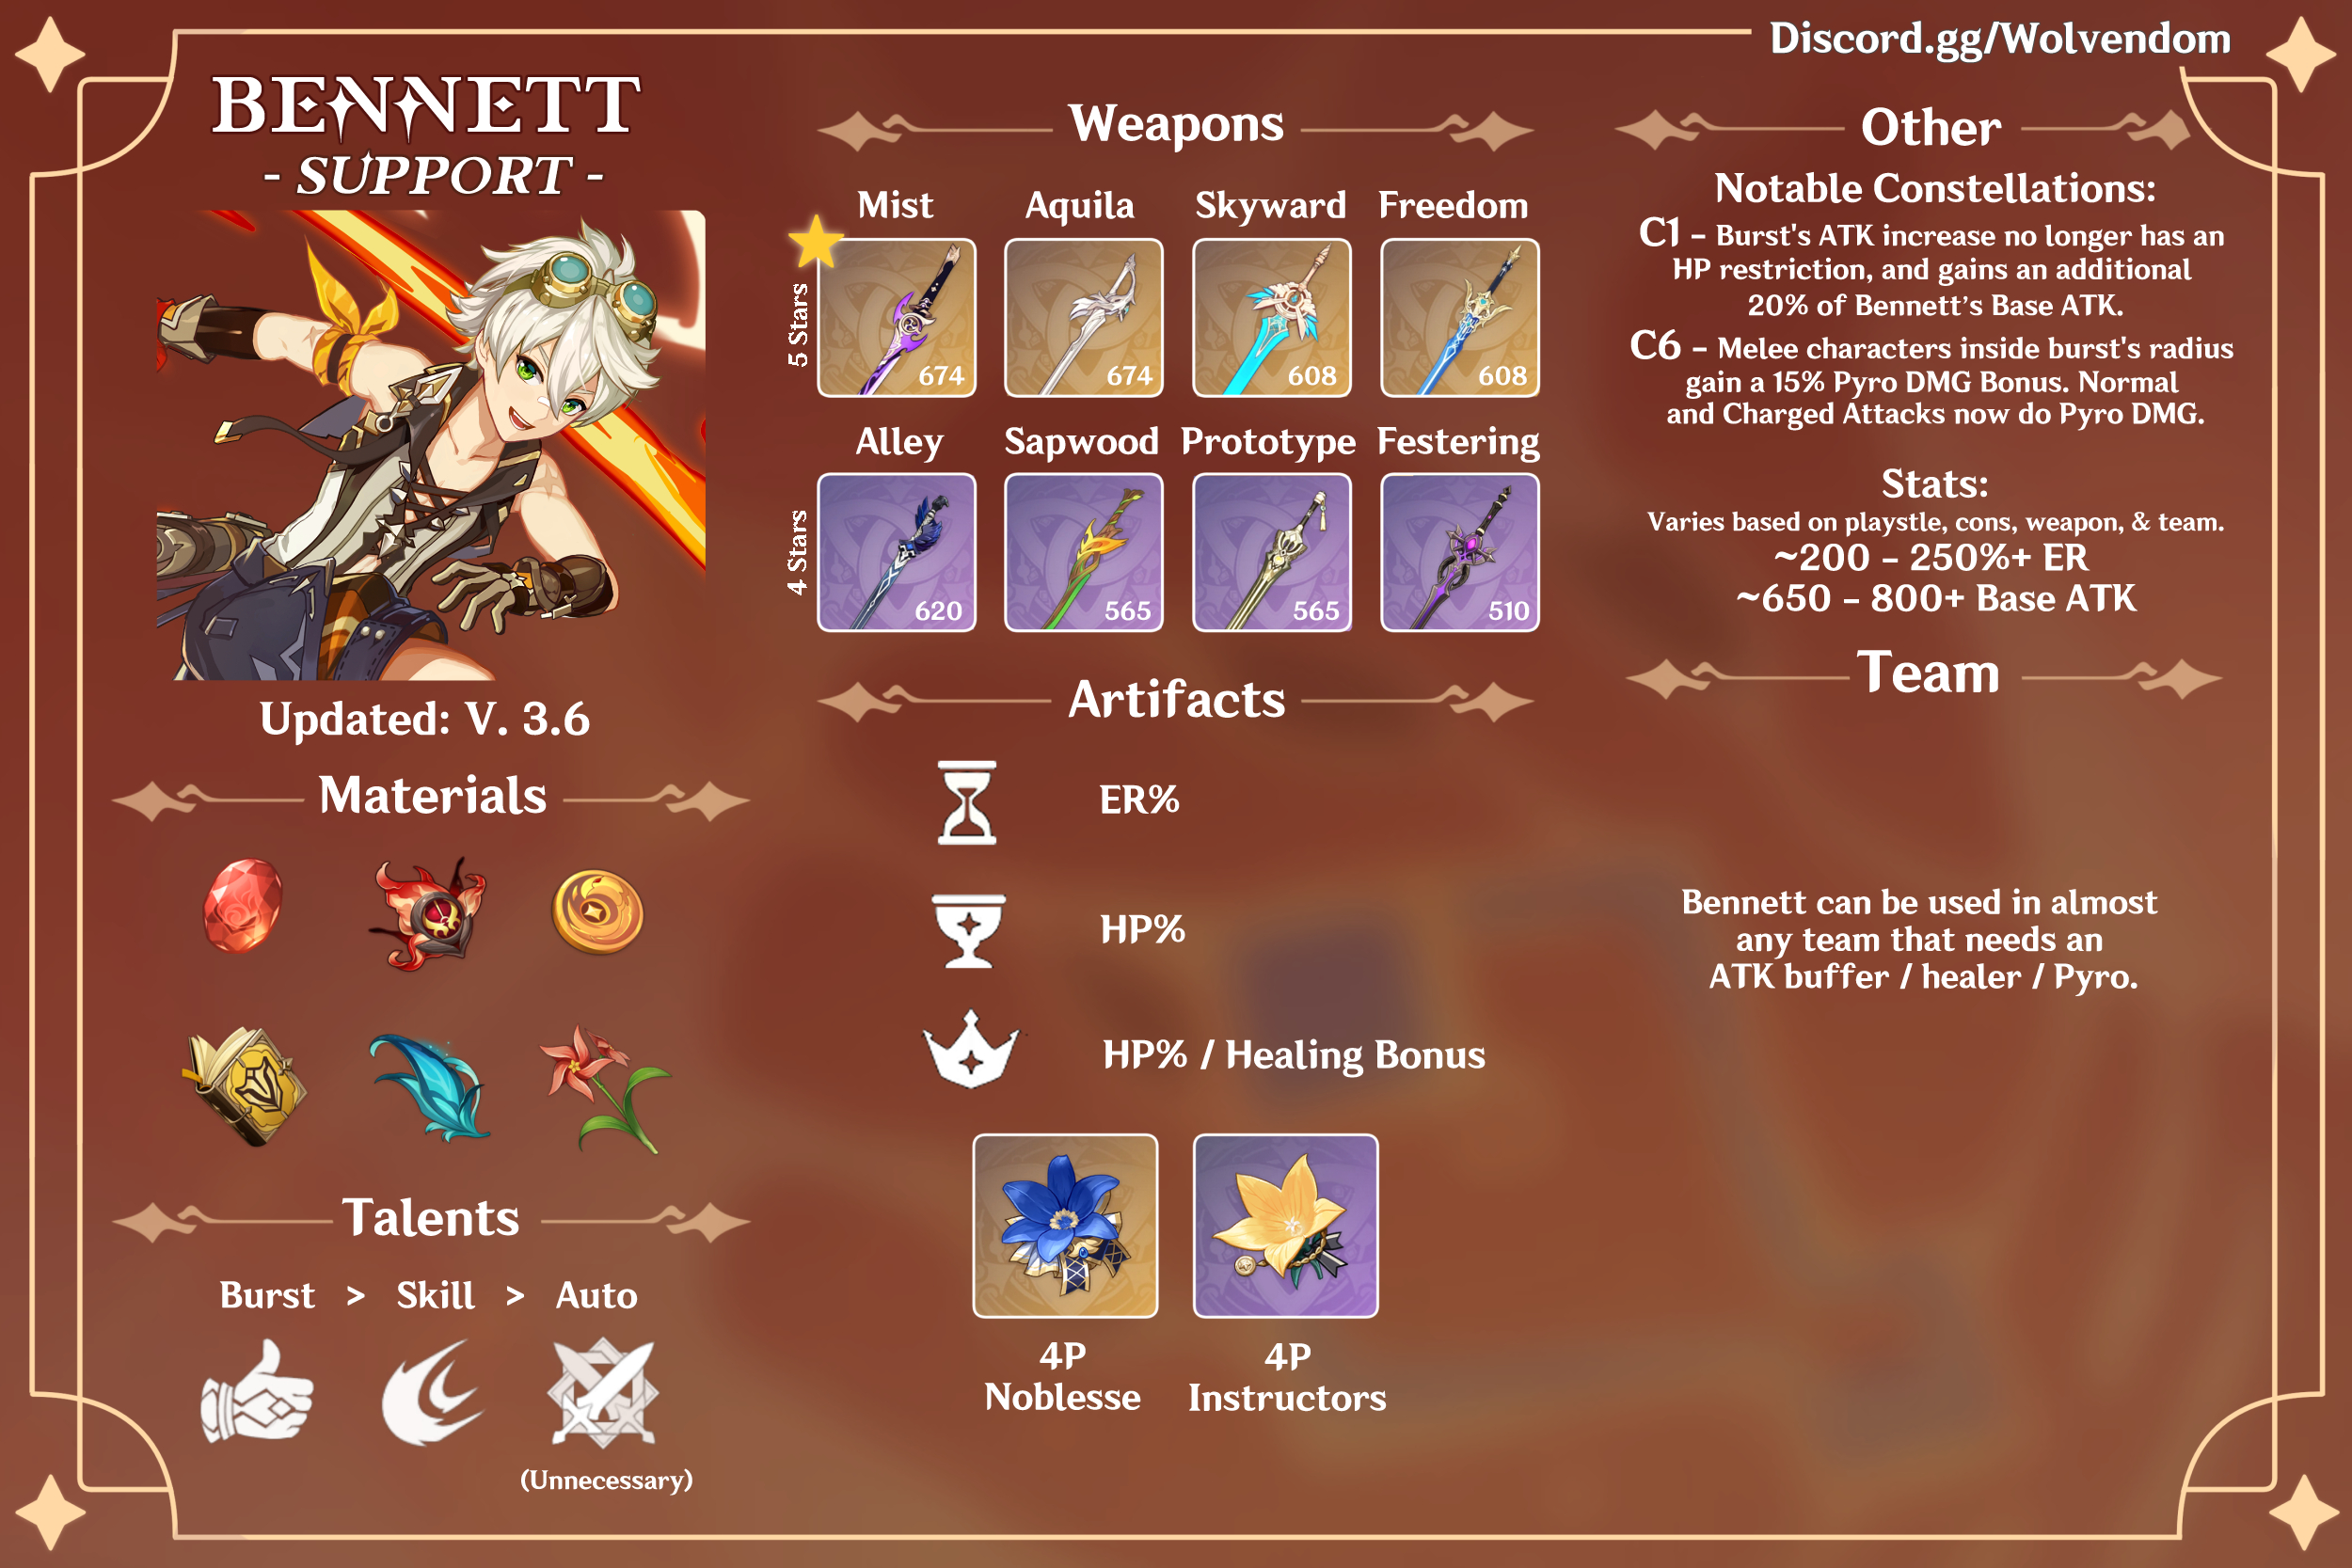 Discord.gg/Wolvendom
BENNETT
- SUPPORT -
Updated: V. 3.6
Materials
Talents
Burst > Skill > Auto
(Unnecessary)
Weapons
5 Stars
Mist Aquila Skyward Freedom
674 674 608 608
4 Stars
Alley Sapwood Prototype Festering
620 565 565 510
Artifacts
ER%
HP%
HP% / Healing Bonus
4P 4P
Noblesse Instructors
Other
Notable Constellations:
C1 – Burst's ATK increase no longer has an
HP restriction, and gains an additional
20% of Bennett’s Base ATK.
C6 – Melee characters inside burst's radius
gain a 15% Pyro DMG Bonus. Normal
and Charged Attacks now do Pyro DMG.
Stats:
Varies based on playstle, cons, weapon, & team.
~200 – 250%+ ER
~650 – 800+ Base ATK
Team
Bennett can be used in almost
any team that needs an
ATK buffer / healer / Pyro.